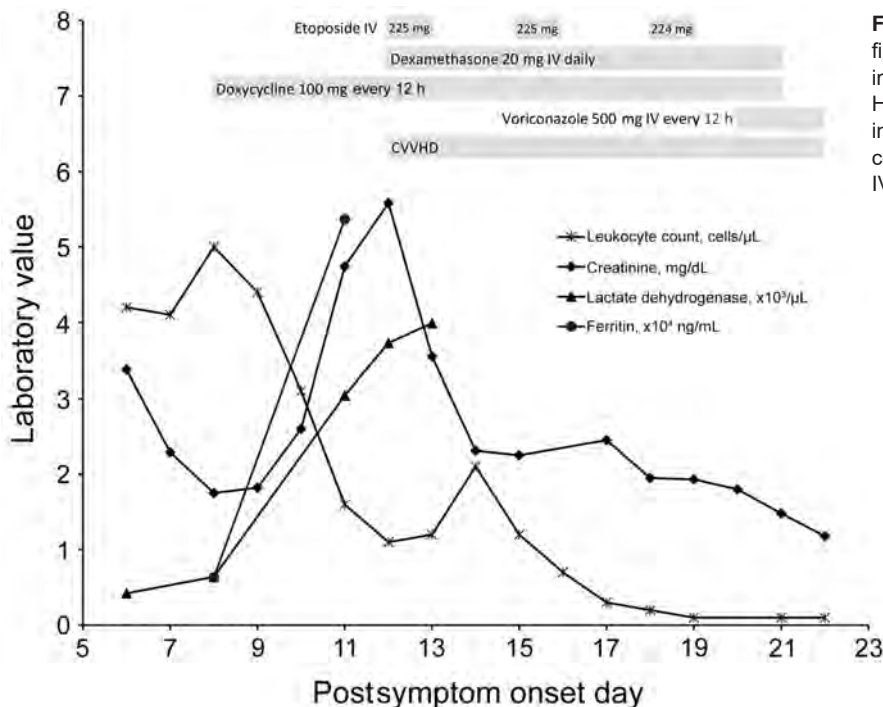 8
Etoposide IV 225 mg 225 mg 224 mg
Dexamethasone 20 mg IV daily
7
Doxycycline 100 mg every 12 h
Voriconazole 500 mg IV every 12 h
CVVHD
6
5
Leukocyte count, cells/µL
Creatinine, mg/dL
4
Lactate dehydrogenase, x10³/µL
Ferritin, x10⁴ ng/mL
3
2
1
0
Laboratory value
5 7 9 11 13 15 17 19 21 23
Postsymptom onset day
F
fi
in
H
in
c
IV